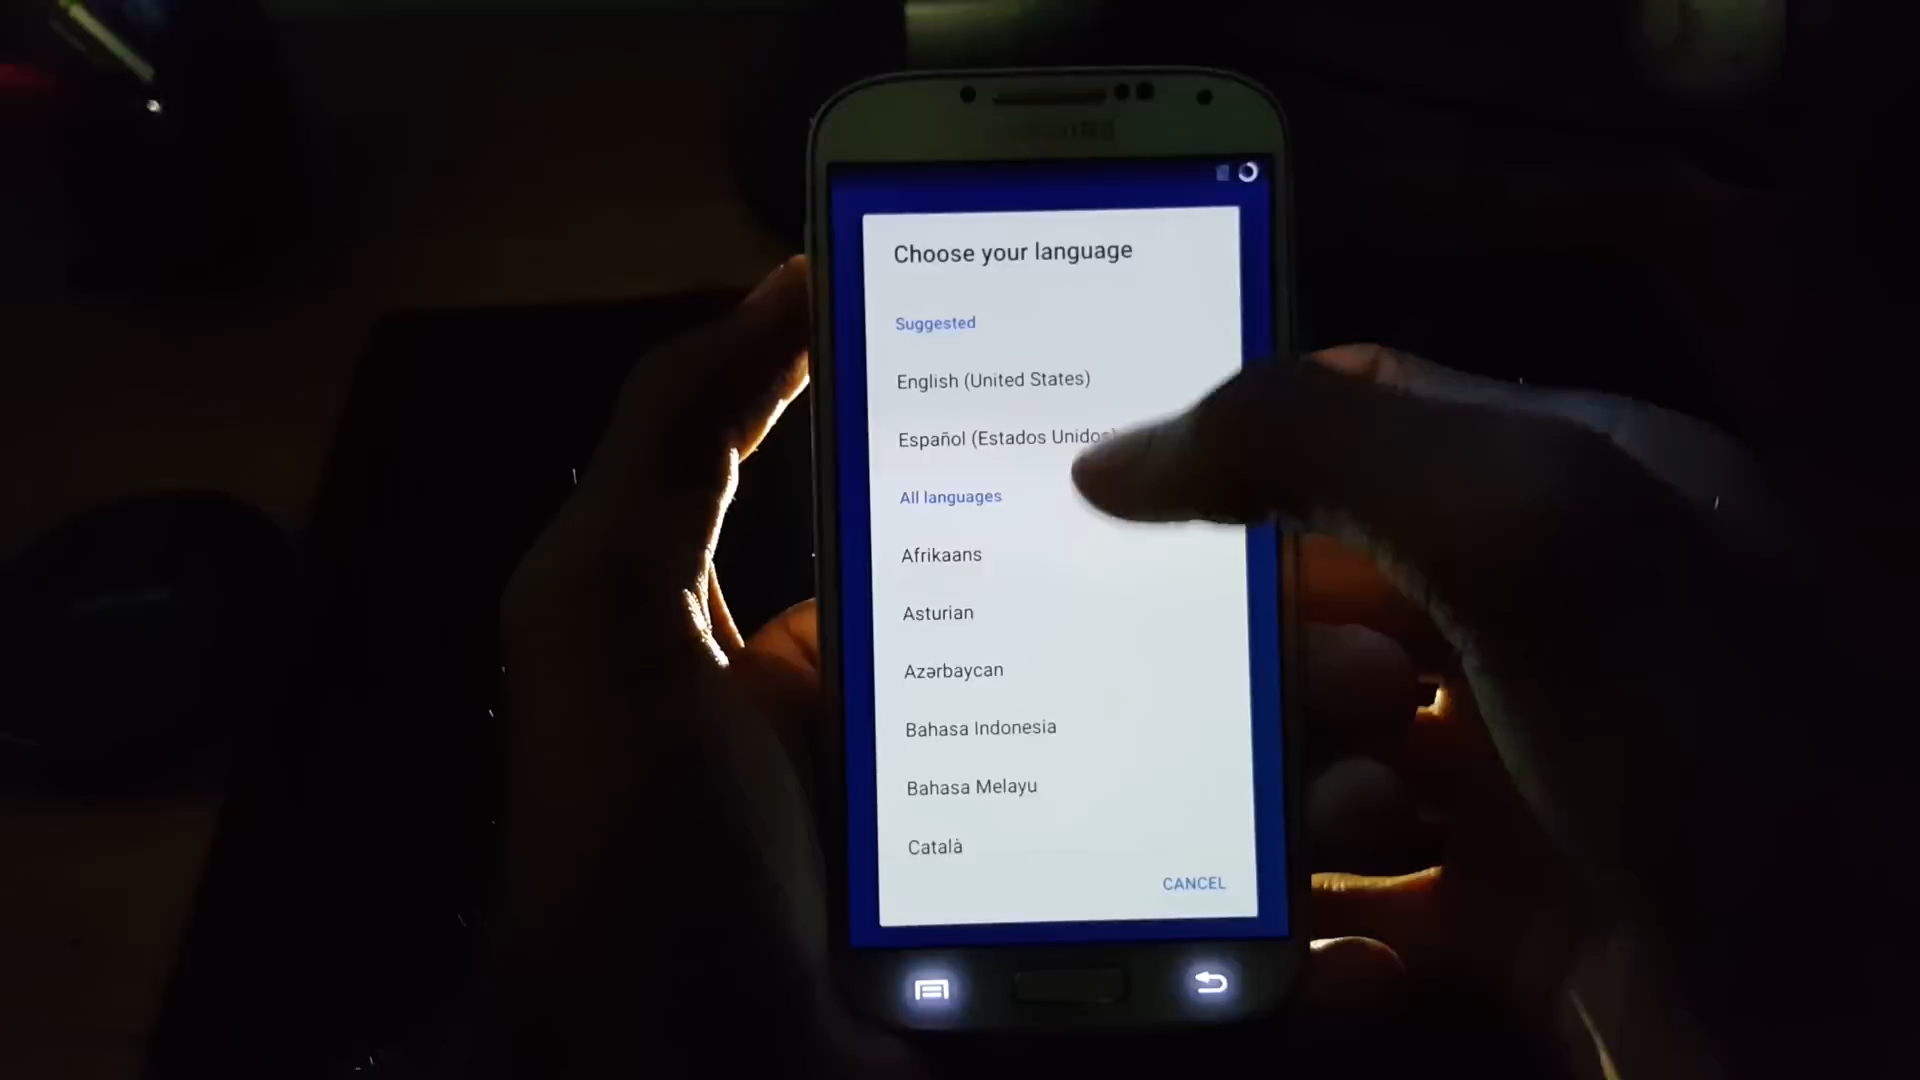 SAMSUNG
Choose your language
Suggested
English (United States)
Español (Estados Unidos)
All languages
Afrikaans
Asturian
Azərbaycan
Bahasa Indonesia
Bahasa Melayu
Català
CANCEL